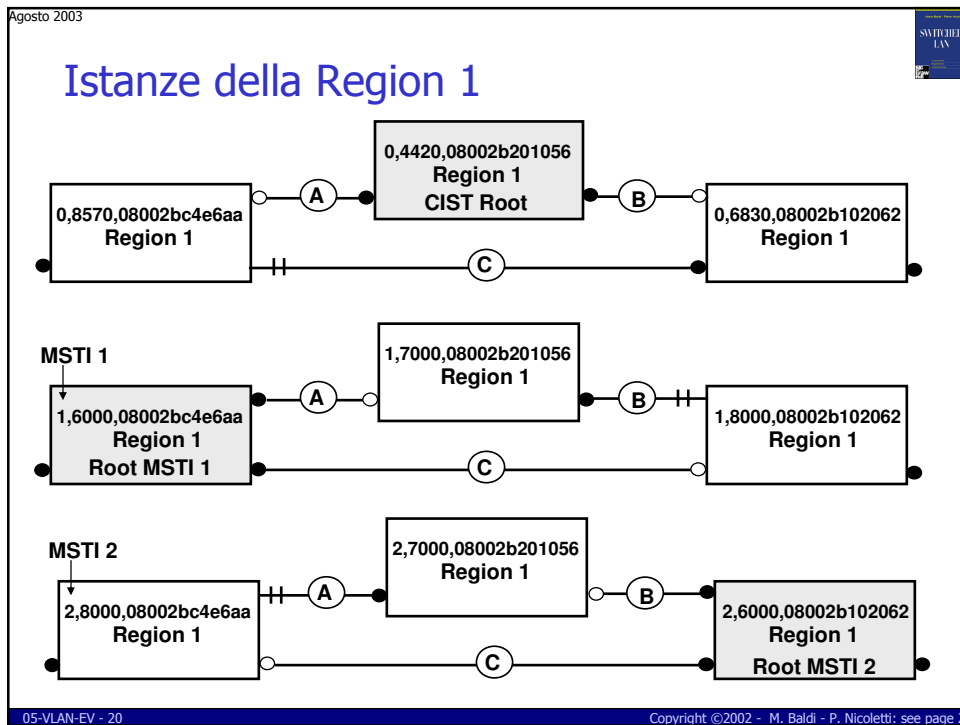 Agosto 2003
SWITCHED
LAN
Istanze della Region 1
0,4420,08002b201056
Region 1
CIST Root
A
B
0,8570,08002bc4e6aa
Region 1
0,6830,08002b102062
Region 1
C
MSTI 1
1,7000,08002b201056
Region 1
A
B
1,6000,08002bc4e6aa
Region 1
Root MSTI 1
1,8000,08002b102062
Region 1
C
MSTI 2
2,7000,08002b201056
Region 1
A
B
2,8000,08002bc4e6aa
Region 1
2,6000,08002b102062
Region 1
Root MSTI 2
C
05-VLAN-EV - 20
Copyright ©2002 - M. Baldi - P. Nicoletti: see page